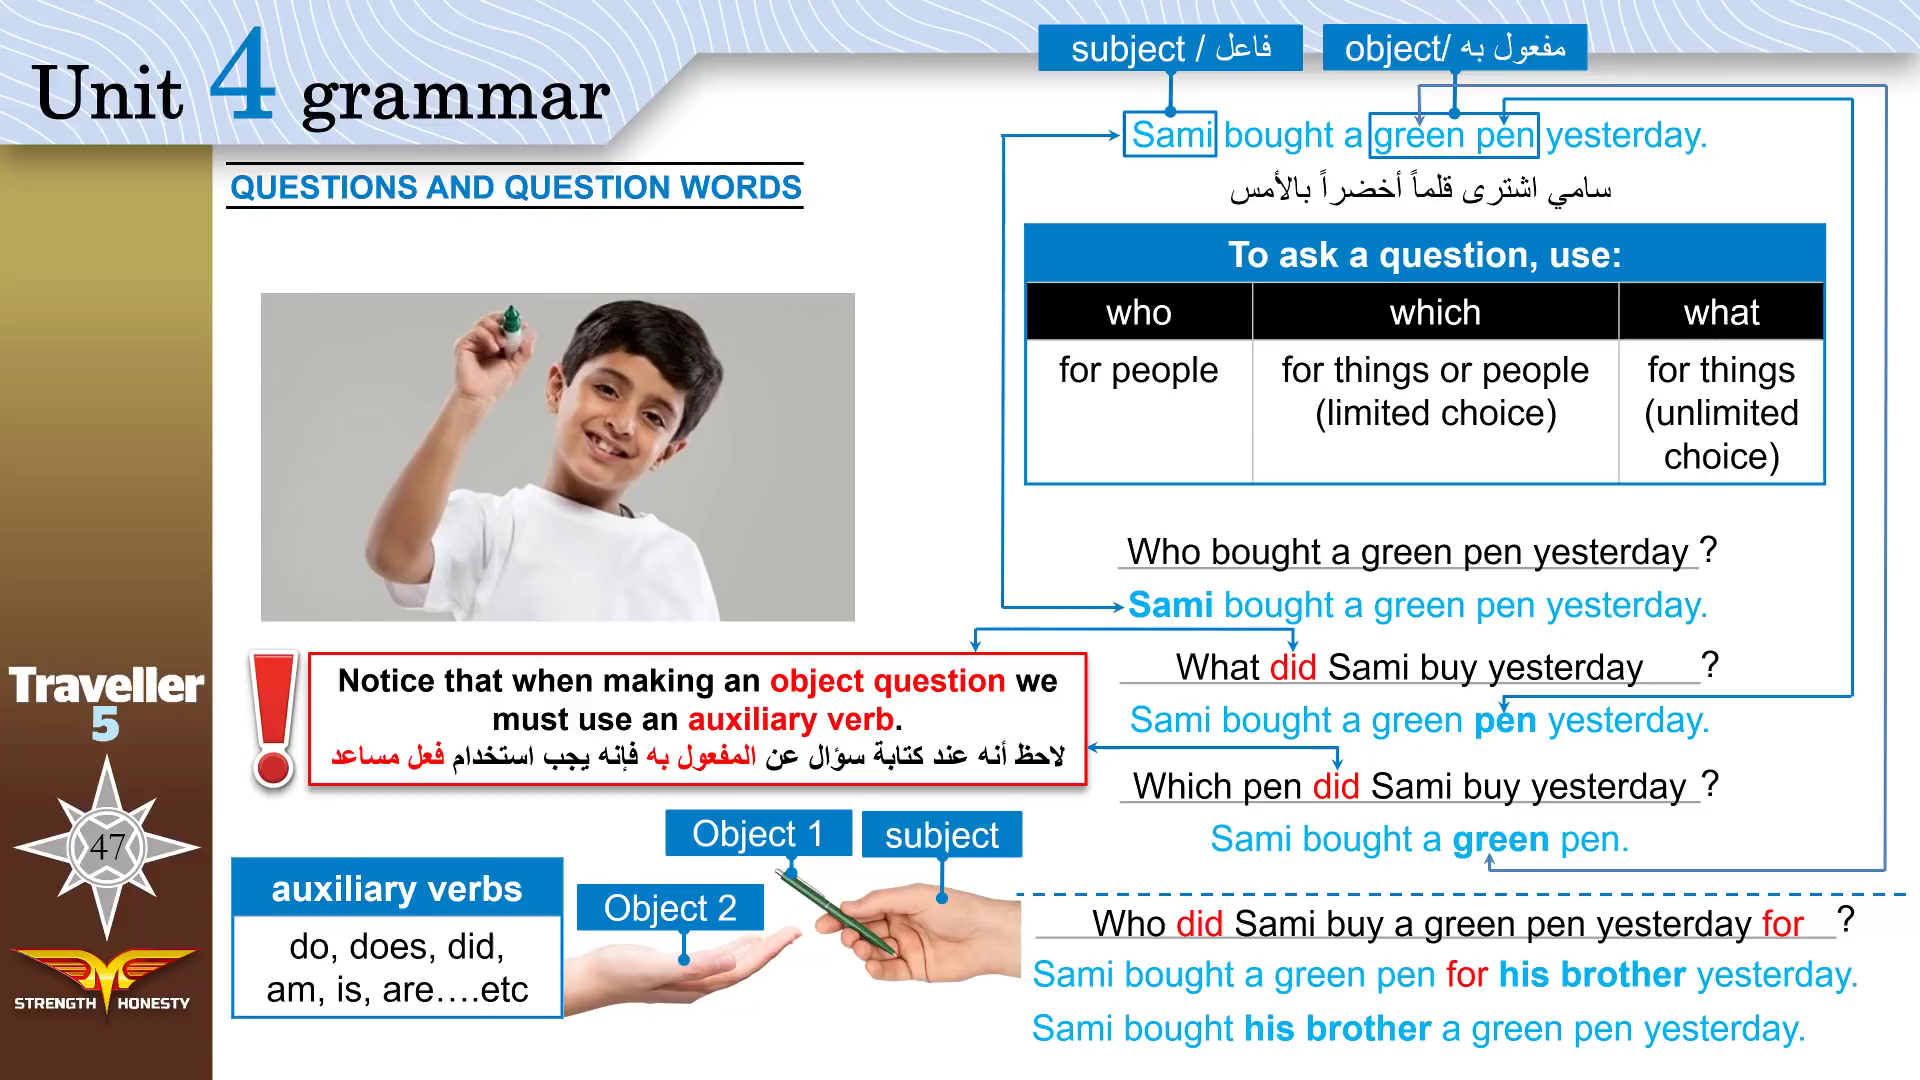 Unit 4 grammar
QUESTIONS AND QUESTION WORDS
subject / فاعل
object/ مفعول به
Sami bought a green pen yesterday.
سامي اشترى قلماً أخضراً بالأمس
To ask a question, use:
who
which
what
for people
for things or people
(limited choice)
for things
(unlimited
choice)
Who bought a green pen yesterday ?
Sami bought a green pen yesterday.
What did Sami buy yesterday ?
Sami bought a green pen yesterday.
Which pen did Sami buy yesterday ?
Sami bought a green pen.
Who did Sami buy a green pen yesterday for ?
Sami bought a green pen for his brother yesterday.
Sami bought his brother a green pen yesterday.
Notice that when making an object question we
must use an auxiliary verb.
لاحظ أنه عند كتابة سؤال عن المفعول به فإنه يجب استخدام فعل مساعد
Object 1
subject
Object 2
auxiliary verbs
do, does, did,
am, is, are....etc
Traveller
5
47
STRENGTH HONESTY